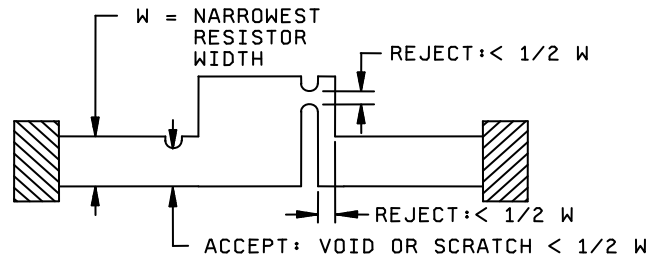 W = NARROWEST
RESISTOR
WIDTH
REJECT:< 1/2 W
REJECT:< 1/2 W
ACCEPT: VOID OR SCRATCH < 1/2 W